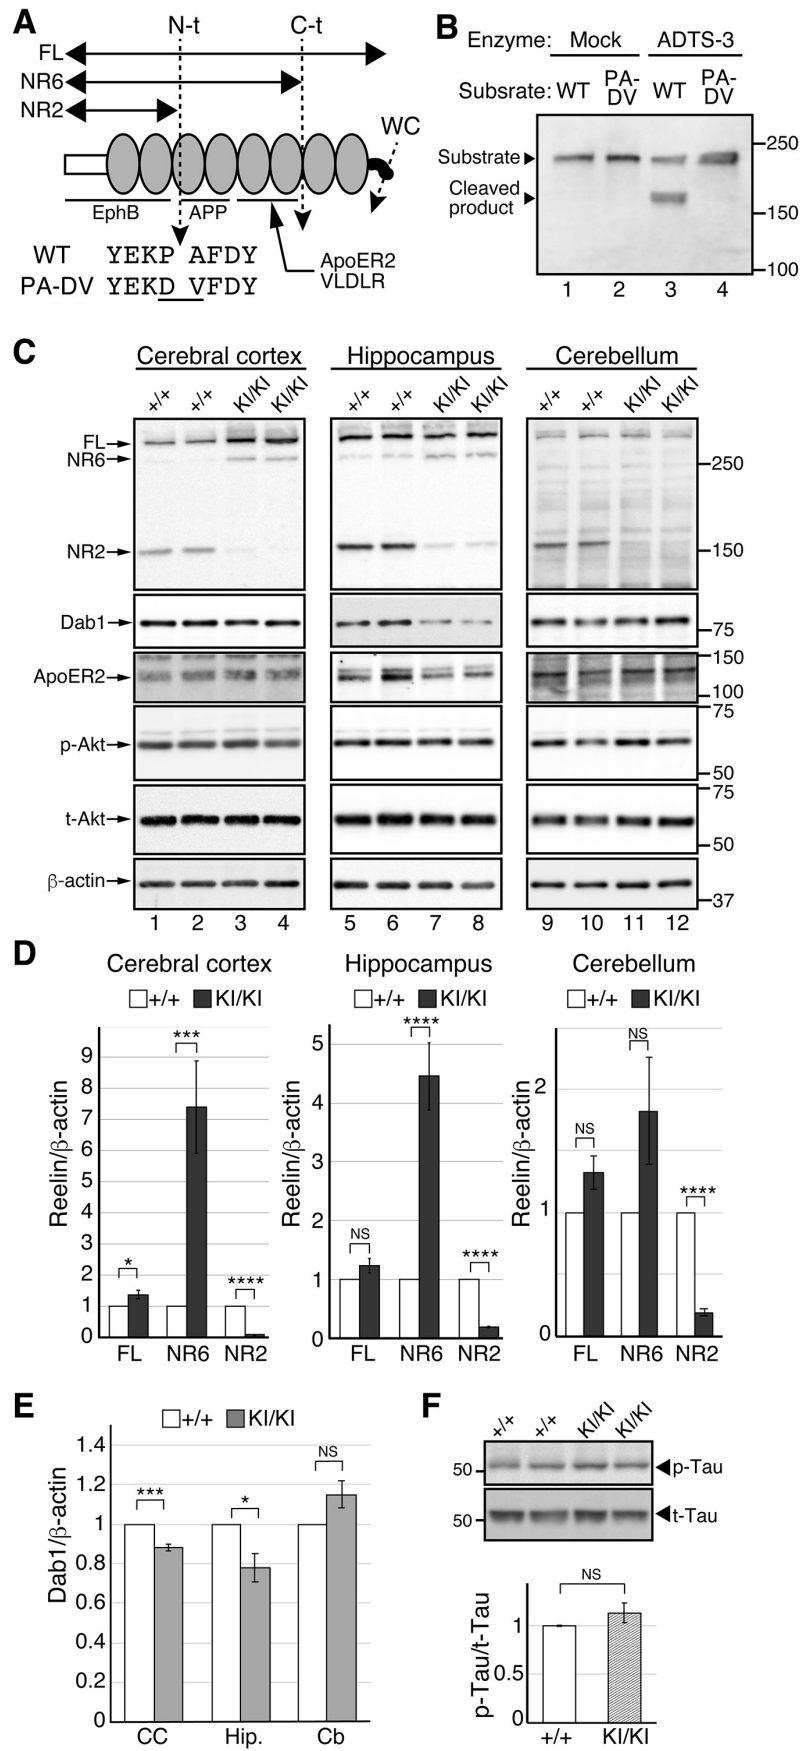 A
N-t C-t
FL
NR6
NR2
WC
EphB APP
ApoER2
VLDLR
WT YEKP AFDY
PA-DV YEKD VFDY
B
Enzyme: Mock ADTS-3
Subsrate: WT PA-DV WT PA-DV
Substrate
Cleaved
product
250
150
100
1 2 3 4
C
Cerebral cortex Hippocampus Cerebellum
+/+ +/+ KI/KI KI/KI +/+ +/+ KI/KI KI/KI +/+ +/+ KI/KI KI/KI
FL
NR6
250
NR2 150
Dab1
75
150
ApoER2
100
75
p-Akt
50
75
t-Akt
50
β-actin
37
1 2 3 4 5 6 7 8 9 10 11 12
D
Cerebral cortex
+/+ KI/KI
Reelin/β-actin
9
8
7
6
5
4
3
2
1
0
* *** ****
FL NR6 NR2
Hippocampus
+/+ KI/KI
Reelin/β-actin
5
4
3
2
1
0
NS **** ****
FL NR6 NR2
Cerebellum
+/+ KI/KI
Reelin/β-actin
2
1
0
NS NS ****
FL NR6 NR2
E
+/+ KI/KI
Dab1/β-actin
1.4
1.2
1
0.8
0.6
0.4
0.2
0
*** * NS
CC Hip. Cb
F
+/+ +/+ KI/KI KI/KI
50 p-Tau
50 t-Tau
NS
p-Tau/t-Tau
1
0.5
0
+/+ KI/KI